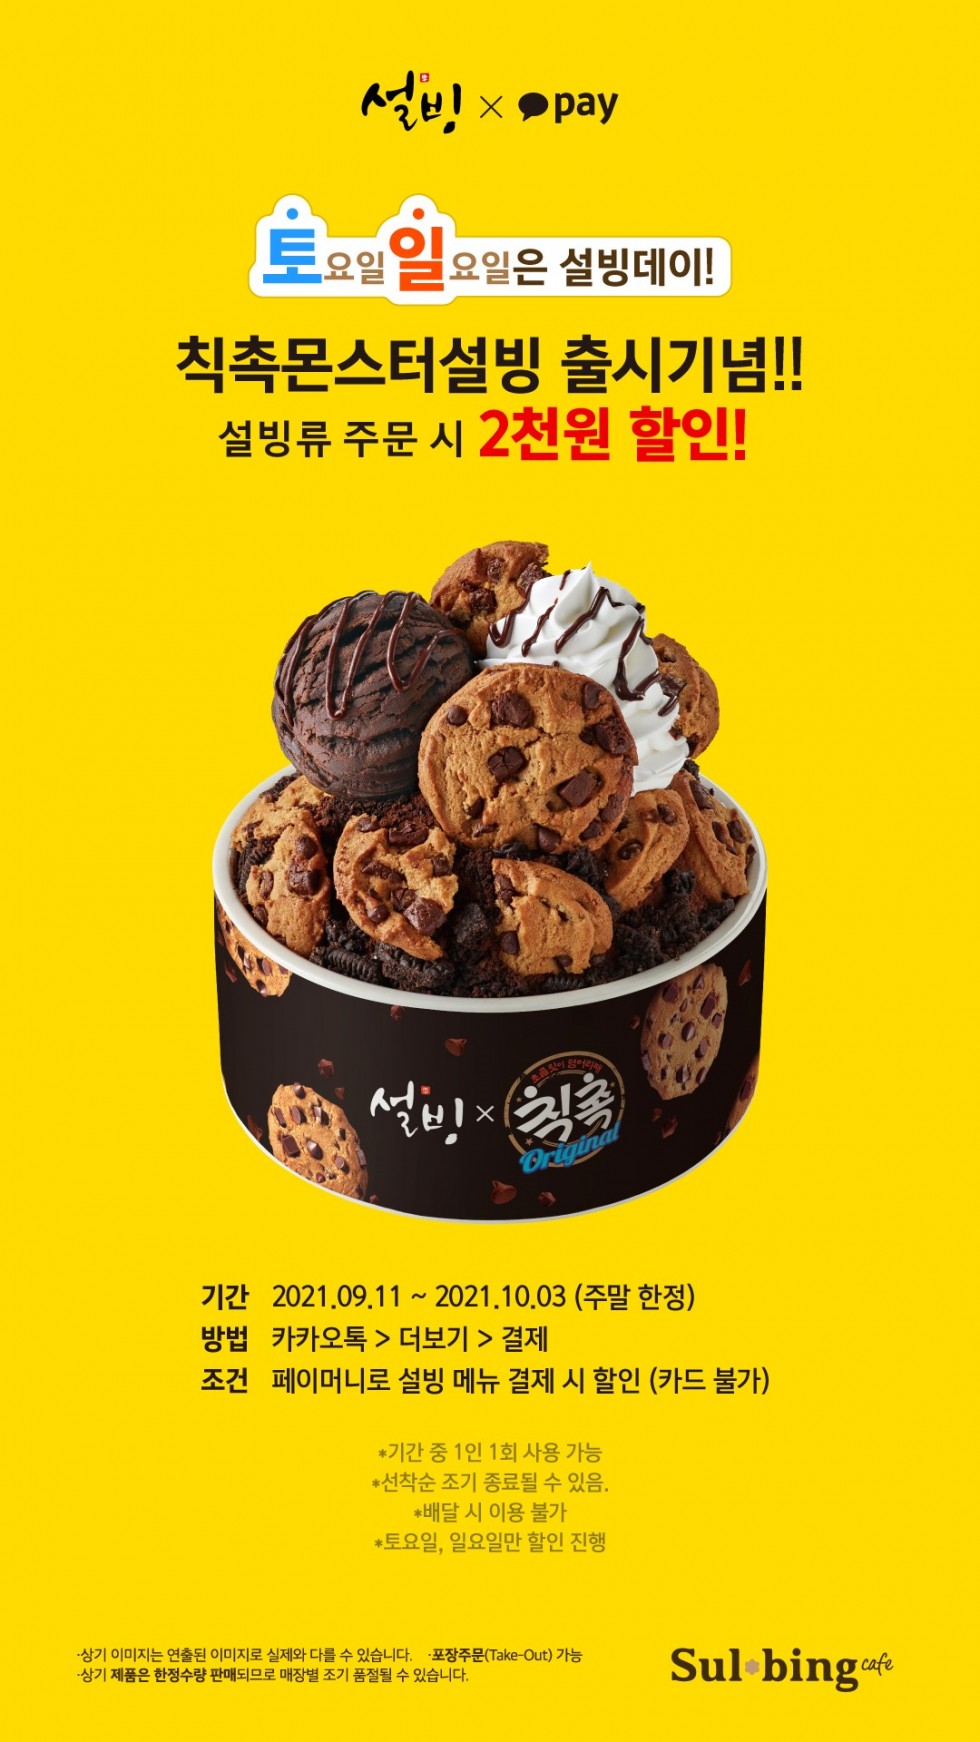 설빙 × pay
토요일 일요일은 설빙데이!
칙촉몬스터설빙 출시기념!!
설빙류 주문 시 2천원 할인!
설빙 × 칙촉
Original
기간 2021.09.11 ~ 2021.10.03 (주말 한정)
방법 카카오톡 > 더보기 > 결제
조건 페이머니로 설빙 메뉴 결제 시 할인 (카드 불가)
*기간 중 1인 1회 사용 가능
*선착순 조기 종료될 수 있음.
*배달 시 이용 불가
*토요일, 일요일만 할인 진행
·상기 이미지는 연출된 이미지로 실제와 다를 수 있습니다. ·포장주문(Take-Out) 가능
·상기 제품은 한정수량 판매되므로 매장별 조기 품절될 수 있습니다.
Sulbing cafe